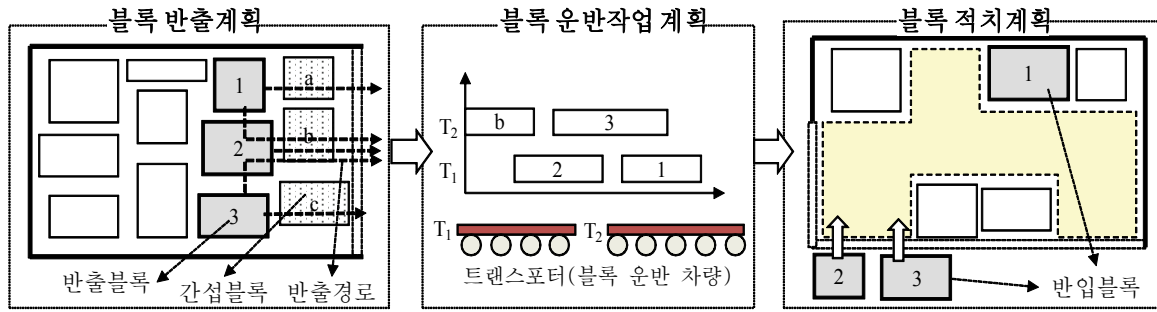 블록 반출계획
1
a
2
b
3
c
반출블록
간섭블록
반출경로
블록 운반작업 계획
T2
b
3
T1
2
1
T1
T2
트랜스포터(블록 운반 차량)
블록 적치계획
1
2
3
반입블록